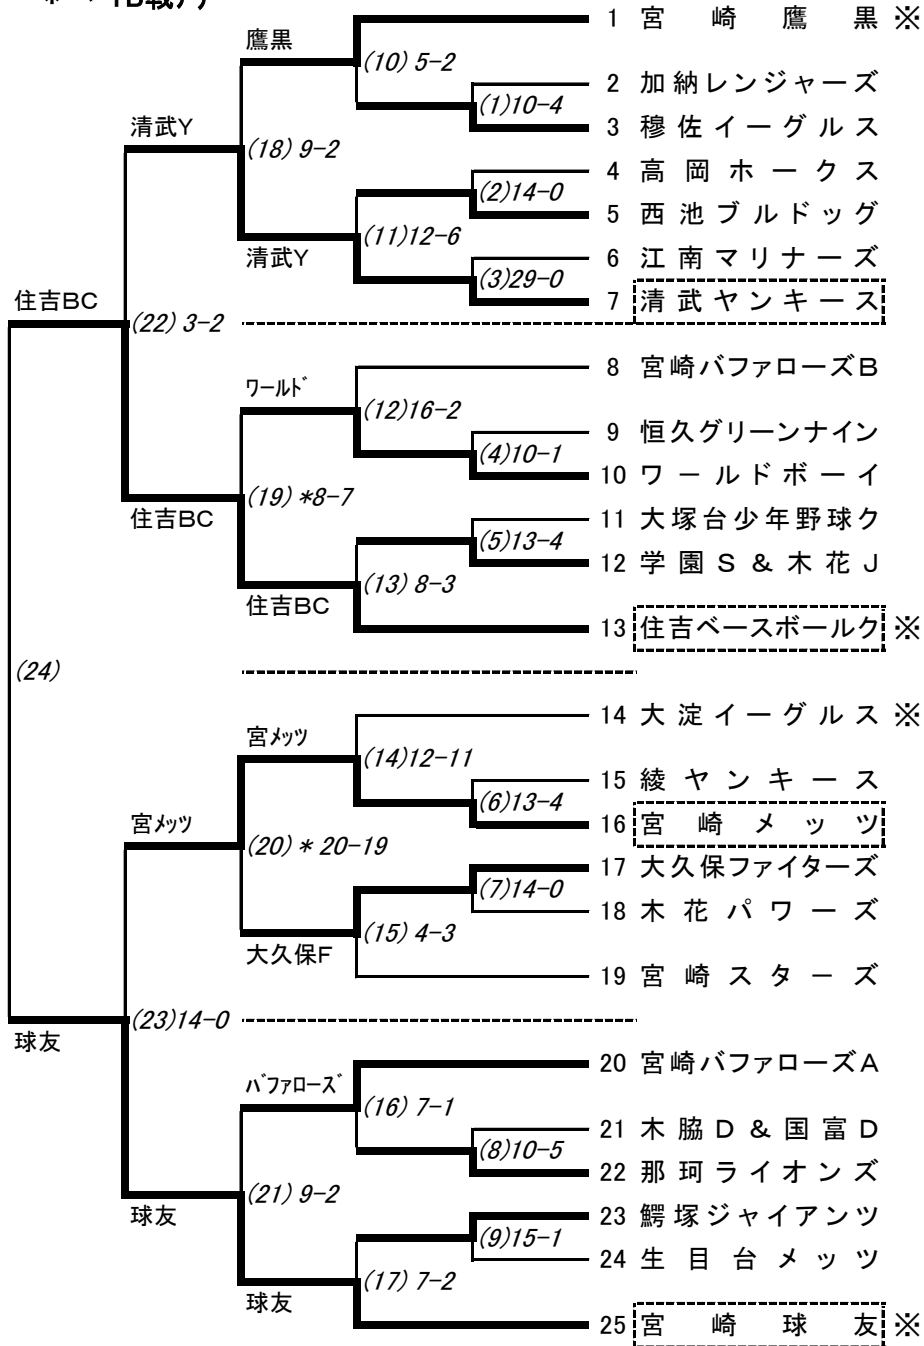 鷹黒
清武Y
清武Y
住吉BC
ワールド
住吉BC
住吉BC
宮メッツ
宮メッツ
大久保F
球友
バファローズ
球友
球友
(10) 5-2
(1)10-4
(18) 9-2
(2)14-0
(11)12-6
(3)29-0
(22) 3-2
(12)16-2
(4)10-1
(19) *8-7
(5)13-4
(13) 8-3
(24)
(14)12-11
(6)13-4
(20) * 20-19
(7)14-0
(15) 4-3
(23)14-0
(16) 7-1
(8)10-5
(21) 9-2
(9)15-1
(17) 7-2
1 宮崎鷹黒 ※
2 加納レンジャーズ
3 穆佐イーグルス
4 高岡ホークス
5 西池ブルドッグ
6 江南マリナーズ
7 清武ヤンキース
8 宮崎バファローズB
9 恒久グリーンナイン
10 ワールドボーイ
11 大塚台少年野球ク
12 学園S&木花J
13 住吉ベースボールク ※
14 大淀イーグルス ※
15 綾ヤンキース
16 宮崎メッツ
17 大久保ファイターズ
18 木花パワーズ
19 宮崎スターズ
20 宮崎バファローズA
21 木脇D&国富D
22 那珂ライオンズ
23 鰐塚ジャイアンツ
24 生目台メッツ
25 宮崎球友 ※